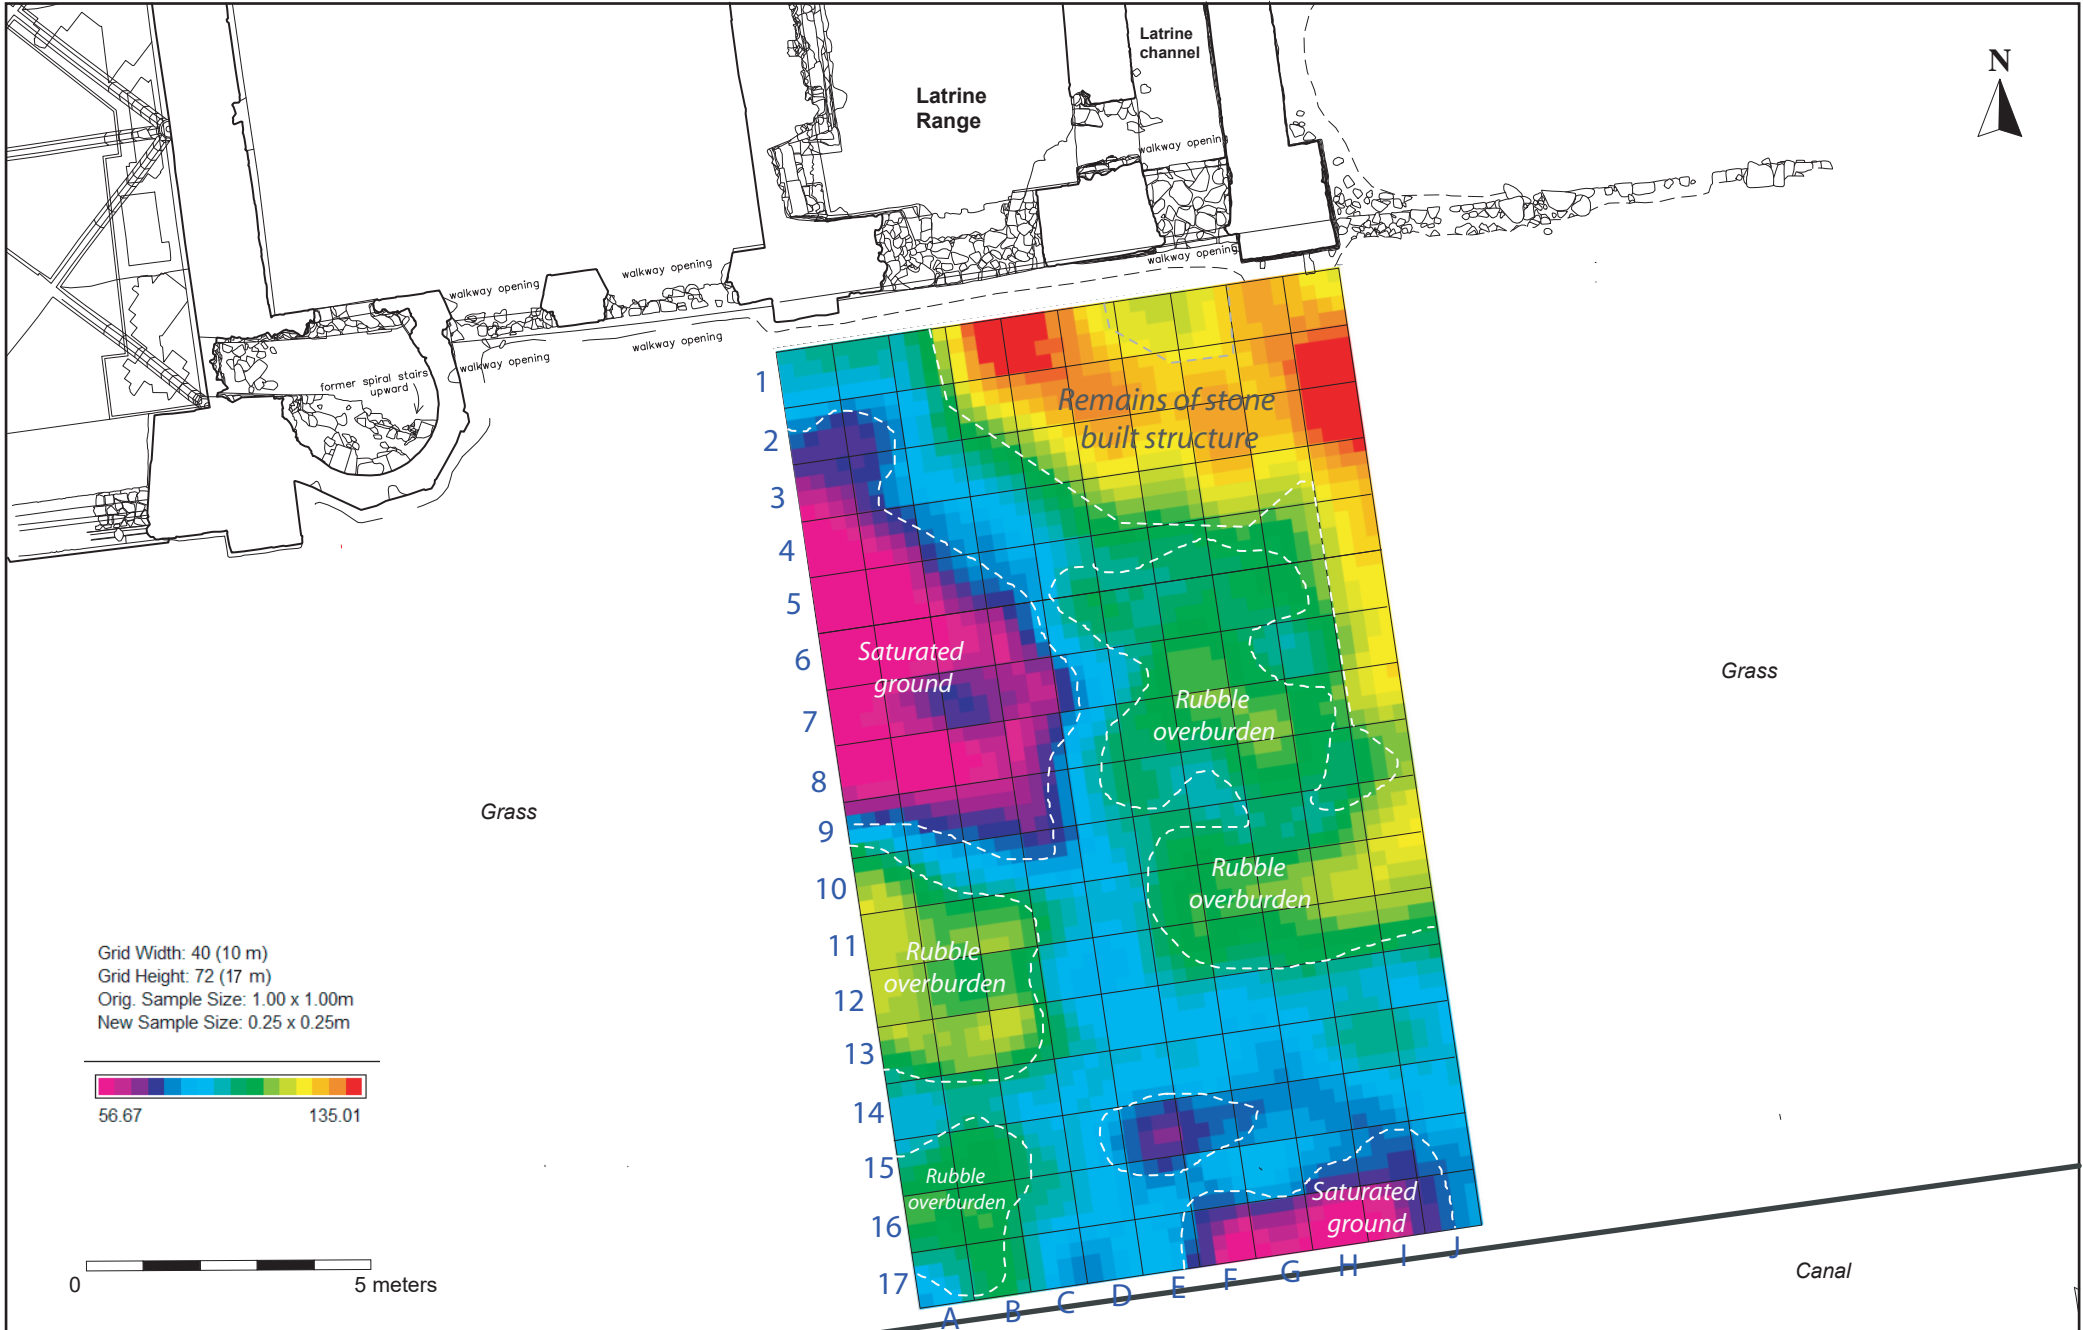 Latrine
channel
N
Latrine
Range
walkway opening
walkway opening
walkway opening
walkway opening
walkway opening
walkway opening
walkway opening
former spiral stairs
upward
1
2
3
4
5
6
7
8
9
10
11
12
13
14
15
16
17
Remains of stone
built structure
Saturated
ground
Rubble
overburden
Rubble
overburden
Rubble
overburden
Rubble
overburden
Saturated
ground
Grass
Grass
Grid Width: 40 (10 m)
Grid Height: 72 (17 m)
Orig. Sample Size: 1.00 x 1.00m
New Sample Size: 0.25 x 0.25m
56.67 135.01
0 5 meters
A B C D E F G H I J
Canal